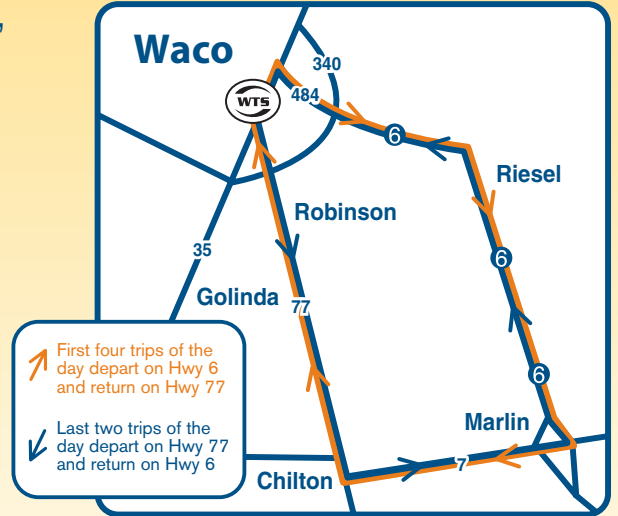 ,
Waco
340
484
WTS
6
Riesel
Robinson
6
35
Golinda
77
First four trips of the
day depart on Hwy 6
and return on Hwy 77
6
Last two trips of the
day depart on Hwy 77
and return on Hwy 6
Marlin
7
Chilton